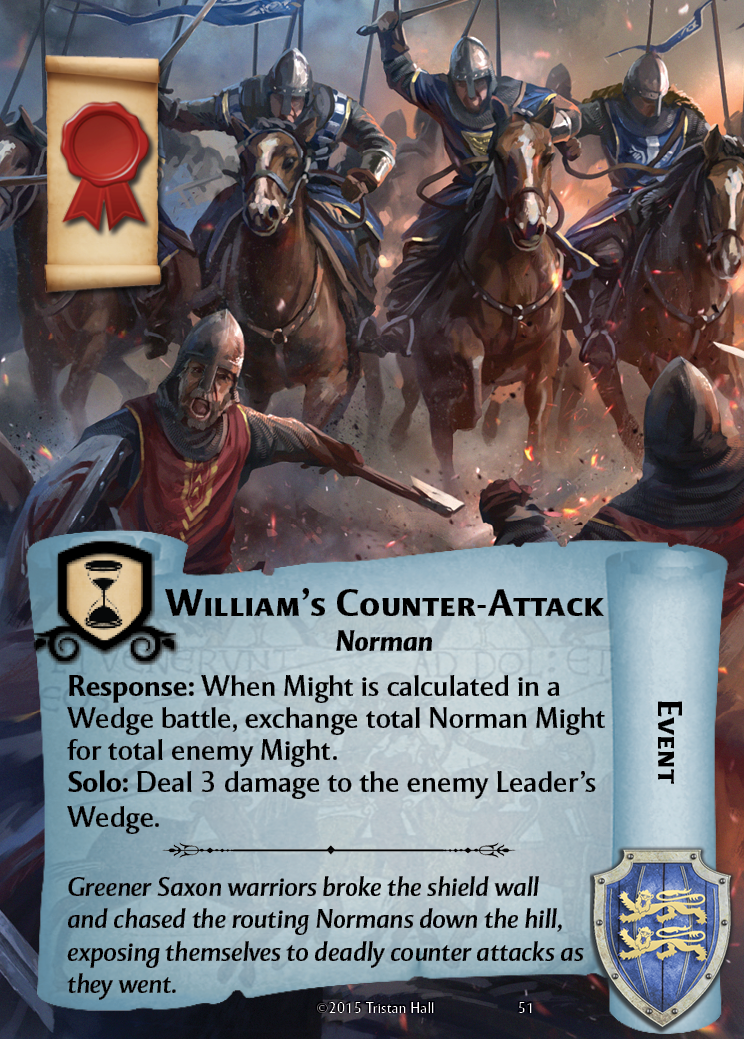 William's Counter-Attack
Norman
Response: When Might is calculated in a
Wedge battle, exchange total Norman Might
for total enemy Might.
Solo: Deal 3 damage to the enemy Leader's
Wedge.
Event
Greener Saxon warriors broke the shield wall
and chased the routing Normans down the hill,
exposing themselves to deadly counter attacks as
they went.
©2015 Tristan Hall 51